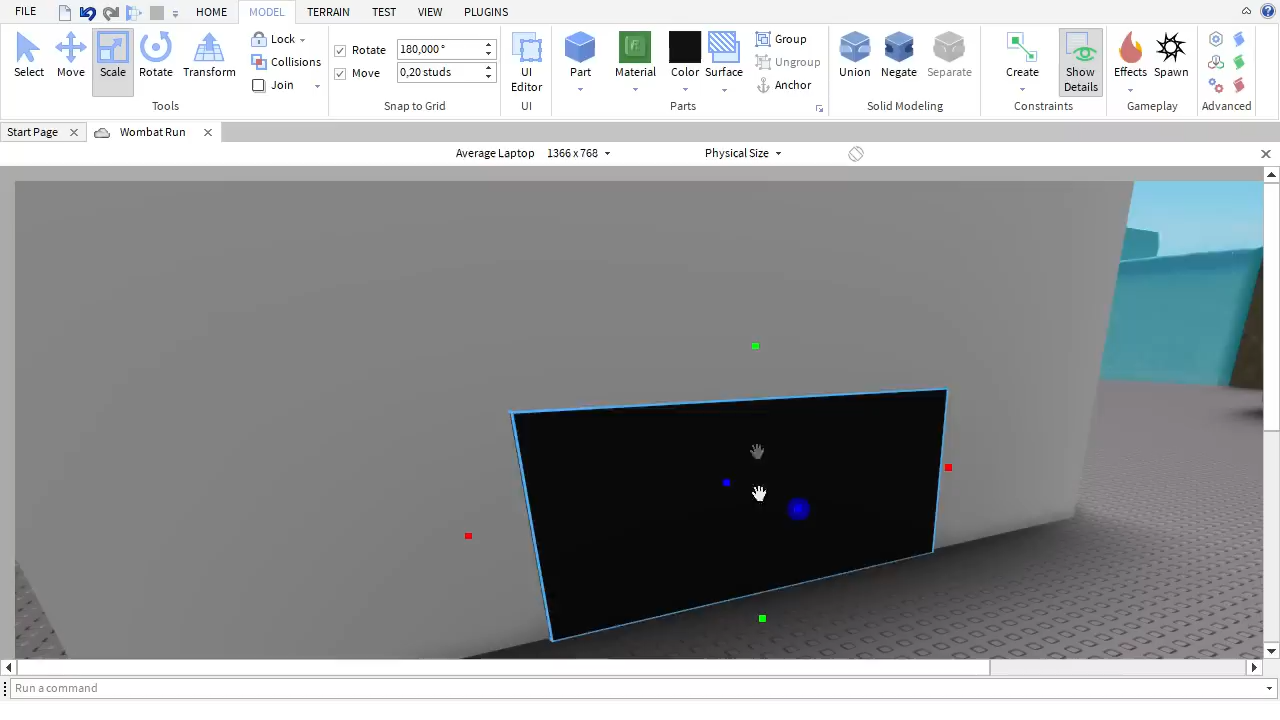 FILE HOME MODEL TERRAIN TEST VIEW PLUGINS
Select Move Scale Rotate Transform
Lock
Collisions
Join
Tools
Rotate 180,00 °
Move 0,20 studs
Snap to Grid
UI
Editor
UI
Part Material Color Surface
Group
Ungroup
Anchor
Parts
Union Negate Separate
Solid Modeling
Create Show
Details
Constraints
Effects Spawn
Gameplay
Advanced
Start Page Wombat Run
Average Laptop 1366 x 768 Physical Size
Run a command